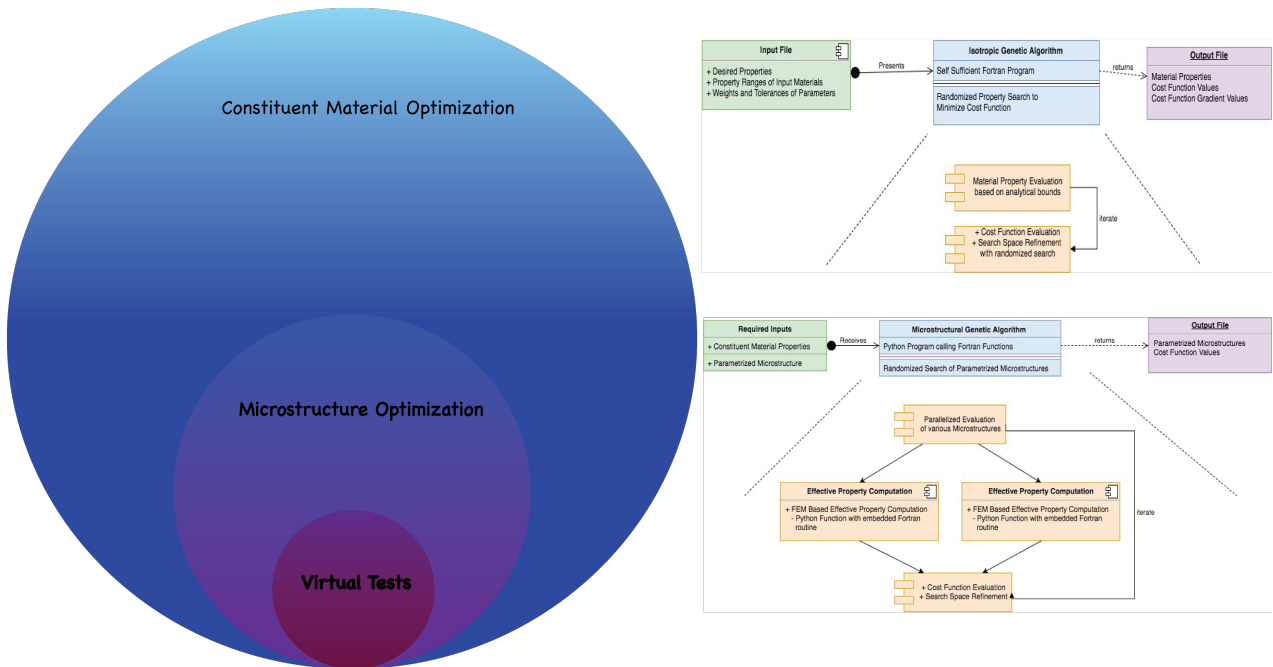 Constituent Material Optimization
Microstructure Optimization
Virtual Tests
Input File
+ Desired Properties
+ Property Ranges of Input Materials
+ Weights and Tolerances of Parameters
Presents
Isotropic Genetic Algorithm
Self Sufficient Fortran Program
Randomized Property Search to
Minimize Cost Function
returns
Output File
Material Properties
Cost Function Values
Cost Function Gradient Values
Material Property Evaluation
based on analytical bounds
iterate
+ Cost Function Evaluation
+ Search Space Refinement
with randomized search
Required Inputs
+ Constituent Material Properties
+ Parametrized Microstructure
Receives
Microstructural Genetic Algorithm
Python Program calling Fortran Functions
Randomized Search of Parametrized Microstructures
returns
Output File
Parametrized Microstructures
Cost Function Values
Parallelized Evaluation
of various Microstructures
Effective Property Computation
+ FEM Based Effective Property Computation
- Python Function with embedded Fortran
routine
Effective Property Computation
+ FEM Based Effective Property Computation
- Python Function with embedded Fortran
routine
iterate
+ Cost Function Evaluation
+ Search Space Refinement